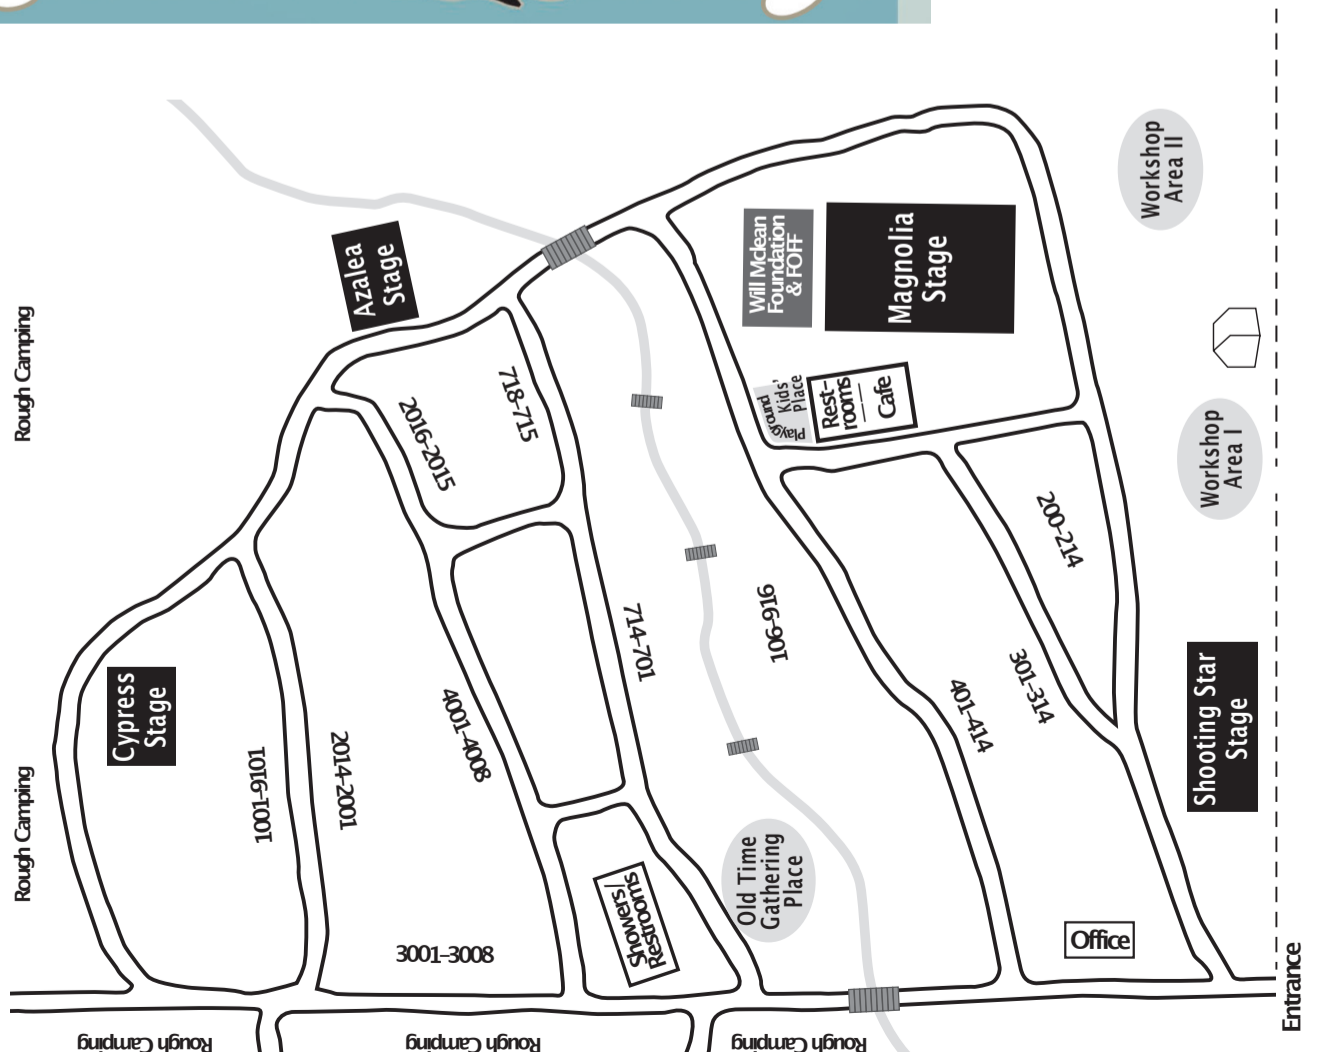 Rough Camping
Rough Camping
Azalea
Stage
Cypress
Stage
Will Mclean
Foundation
& FOFF
Magnolia
Stage
Workshop
Area II
Workshop
Area I
Playground
Kids'
Place
Rest-
rooms
Cafe
2016–2015
718–715
714–701
916–901
200–214
301–314
401–414
4001–4008
2014–2001
1016–1001
3001–3008
Showers/
Restrooms
Old Time
Gathering
Place
Office
Shooting Star
Stage
Entrance
Rough Camping
Rough Camping
Rough Camping